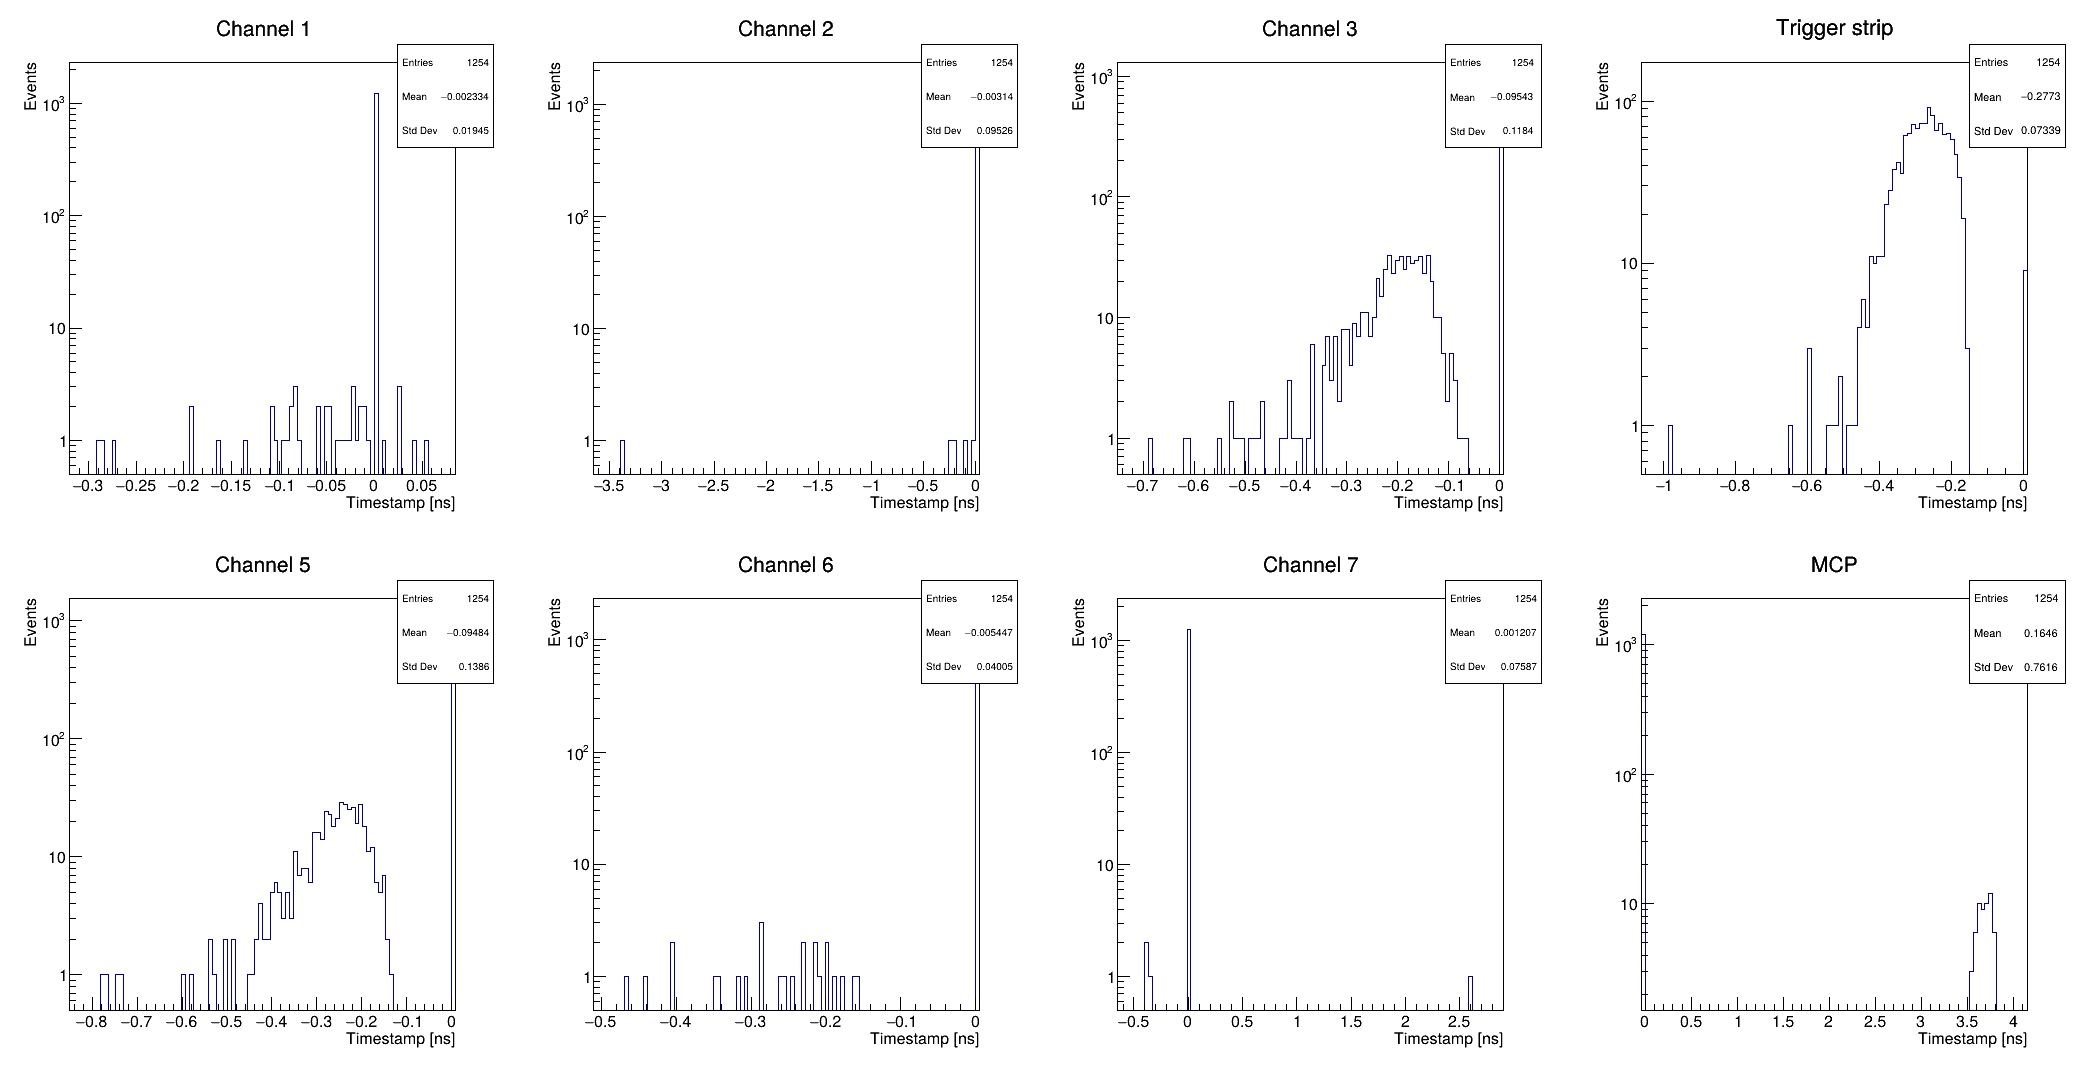 Channel 1
Events
Entries 1254
Mean −0.002334
Std Dev 0.01945
10³
10²
10
1
−0.3 −0.25 −0.2 −0.15 −0.1 −0.05 0 0.05
Timestamp [ns]
Channel 2
Events
Entries 1254
Mean −0.00314
Std Dev 0.09526
10³
10²
10
1
−3.5 −3 −2.5 −2 −1.5 −1 −0.5 0
Timestamp [ns]
Channel 3
Events
Entries 1254
Mean −0.09543
Std Dev 0.1184
10³
10²
10
1
−0.7 −0.6 −0.5 −0.4 −0.3 −0.2 −0.1 0
Timestamp [ns]
Trigger strip
Events
Entries 1254
Mean −0.2773
Std Dev 0.07339
10²
10
1
−1 −0.8 −0.6 −0.4 −0.2 0
Timestamp [ns]
Channel 5
Events
Entries 1254
Mean −0.09484
Std Dev 0.1386
10³
10²
10
1
−0.8 −0.7 −0.6 −0.5 −0.4 −0.3 −0.2 −0.1 0
Timestamp [ns]
Channel 6
Events
Entries 1254
Mean −0.005447
Std Dev 0.04005
10³
10²
10
1
−0.5 −0.4 −0.3 −0.2 −0.1 0
Timestamp [ns]
Channel 7
Events
Entries 1254
Mean 0.001207
Std Dev 0.07587
10³
10²
10
1
−0.5 0 0.5 1 1.5 2 2.5
Timestamp [ns]
MCP
Events
Entries 1254
Mean 0.1646
Std Dev 0.7616
10³
10²
10
0 0.5 1 1.5 2 2.5 3 3.5 4
Timestamp [ns]